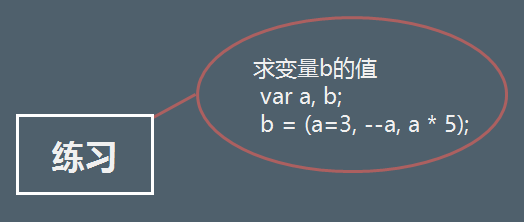 求变量b的值
var a, b;
b = (a=3, --a, a * 5);
练习